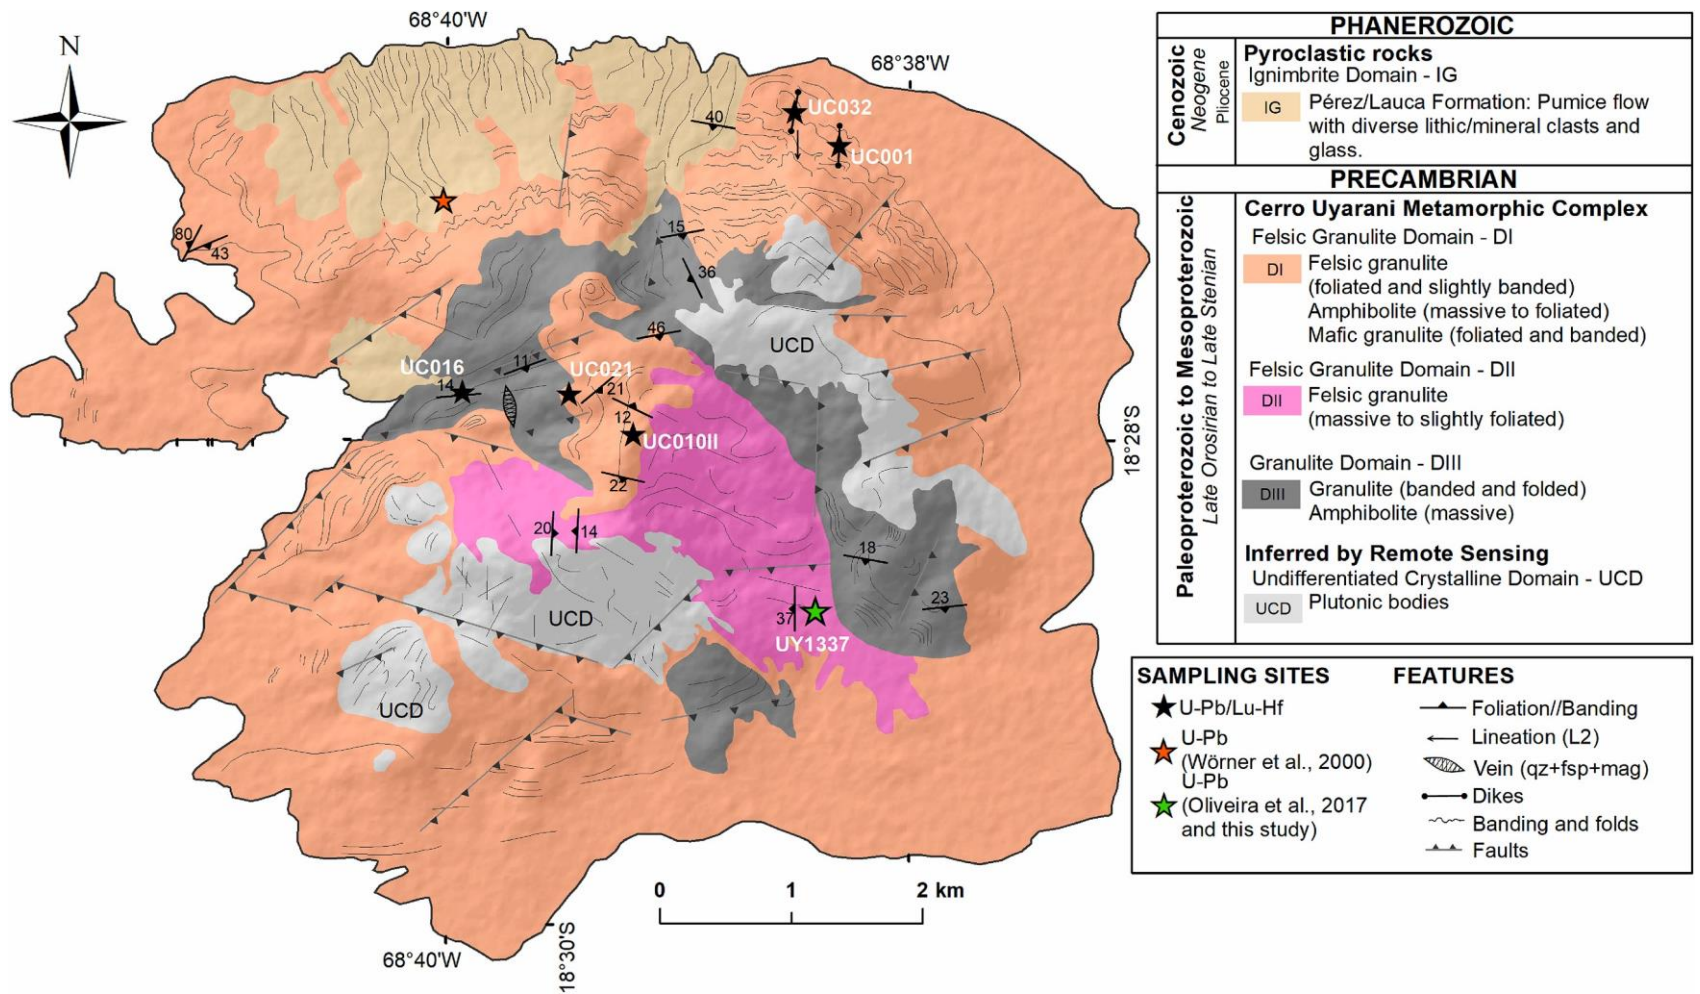 68°40'W
68°38'W
N
40
UC032
UC001
80
43
15
36
46
UCD
UC016
14
11
UC021
21
12
UC010II
22
18°28'S
20
14
18
23
UCD
37
UY1337
UCD
0 1 2 km
68°40'W
18°30'S
PHANEROZOIC
Cenozoic
Neogene
Pliocene
Pyroclastic rocks
Ignimbrite Domain - IG
IG
Pérez/Lauca Formation: Pumice flow
with diverse lithic/mineral clasts and
glass.
PRECAMBRIAN
Paleoproterozoic to Mesoproterozoic
Late Orosirian to Late Stenian
Cerro Uyarani Metamorphic Complex
Felsic Granulite Domain - DI
DI
Felsic granulite
(foliated and slightly banded)
Amphibolite (massive to foliated)
Mafic granulite (foliated and banded)
Felsic Granulite Domain - DII
DII
Felsic granulite
(massive to slightly foliated)
Granulite Domain - DIII
DIII
Granulite (banded and folded)
Amphibolite (massive)
Inferred by Remote Sensing
Undifferentiated Crystalline Domain - UCD
UCD
Plutonic bodies
SAMPLING SITES
U-Pb/Lu-Hf
U-Pb
(Wörner et al., 2000)
U-Pb
(Oliveira et al., 2017
and this study)
FEATURES
Foliation//Banding
Lineation (L2)
Vein (qz+fsp+mag)
Dikes
Banding and folds
Faults